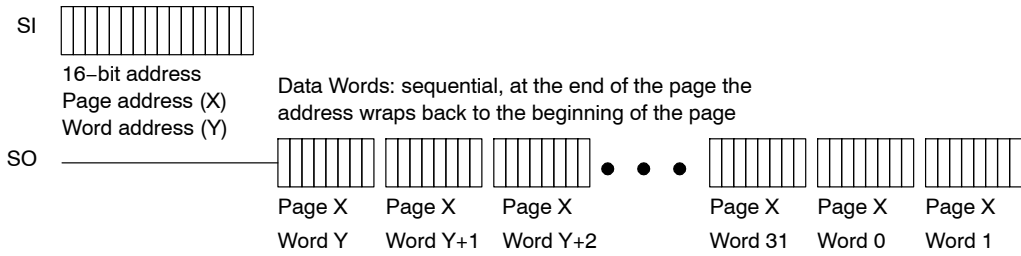 SI
16−bit address
Page address (X)
Word address (Y)
Data Words: sequential, at the end of the page the
address wraps back to the beginning of the page
SO
Page X Page X Page X Page X Page X Page X
Word Y Word Y+1 Word Y+2 Word 31 Word 0 Word 1